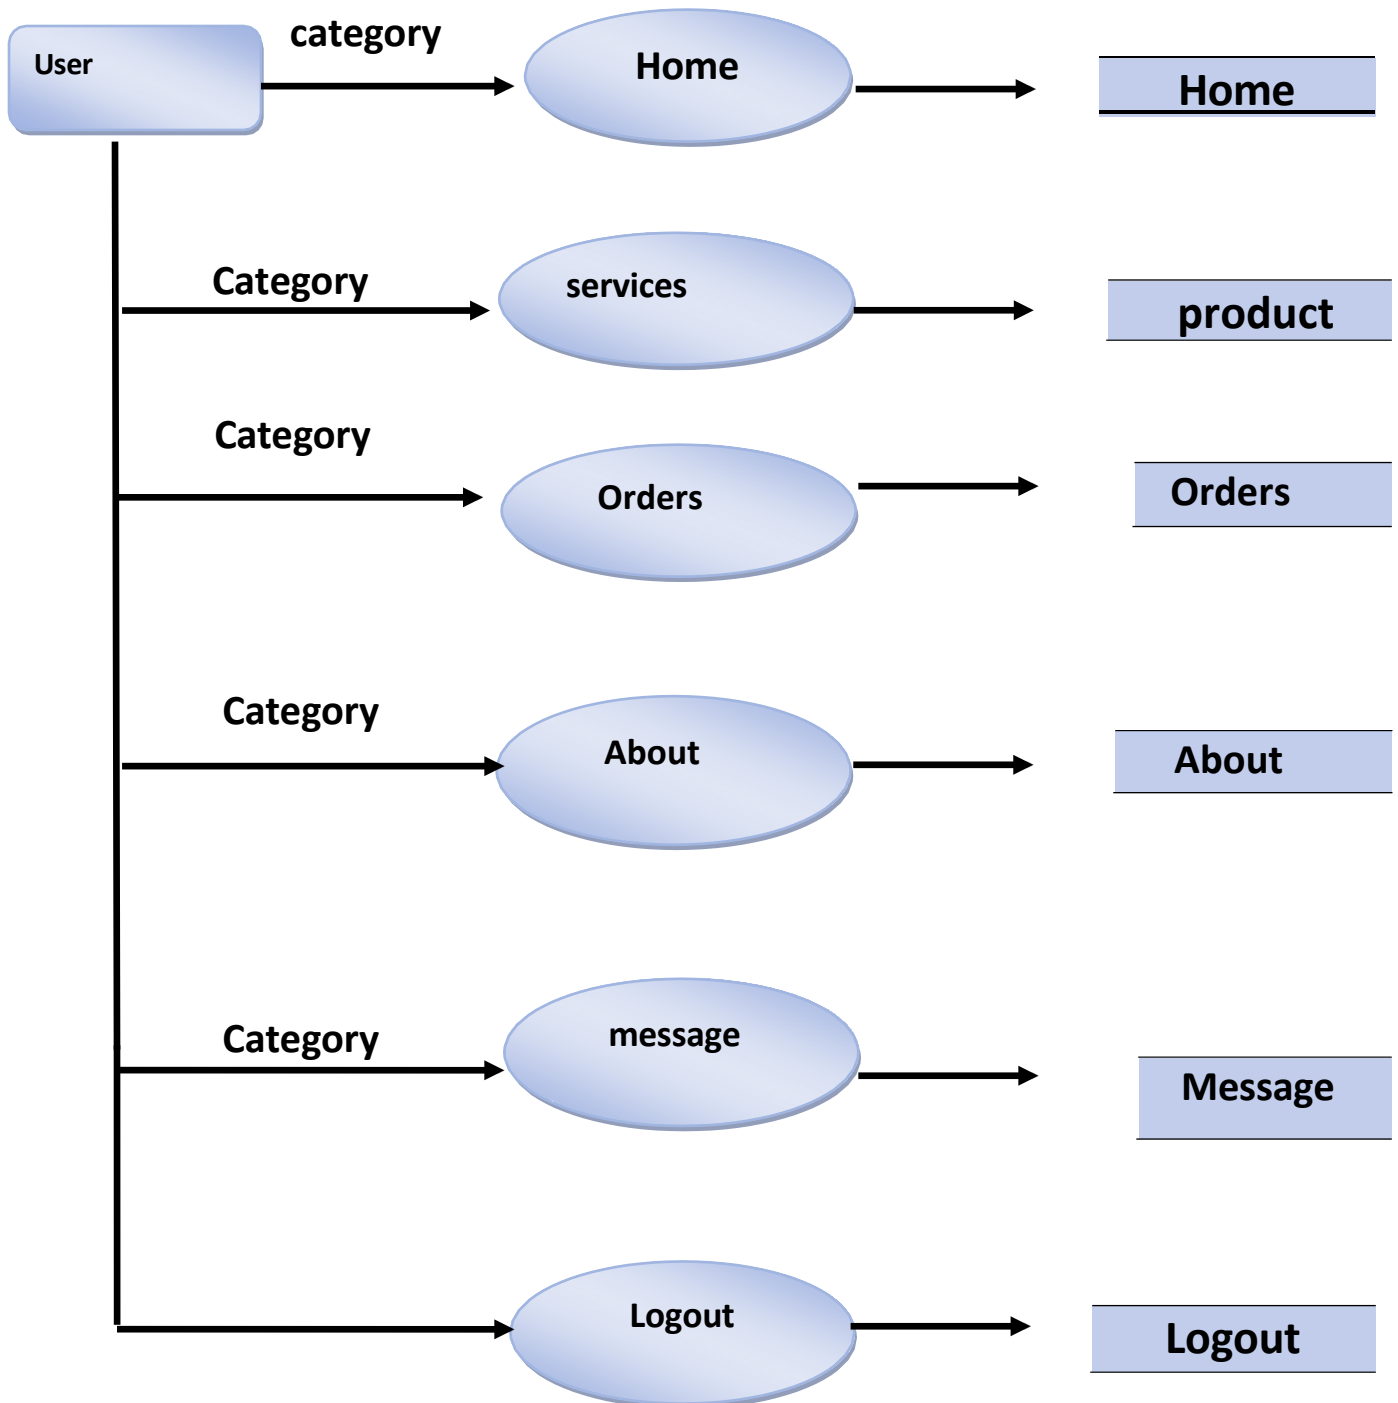 category
User
Home
Home
Category
services
product
Category
Orders
Orders
Category
About
About
Category
message
Message
Logout
Logout